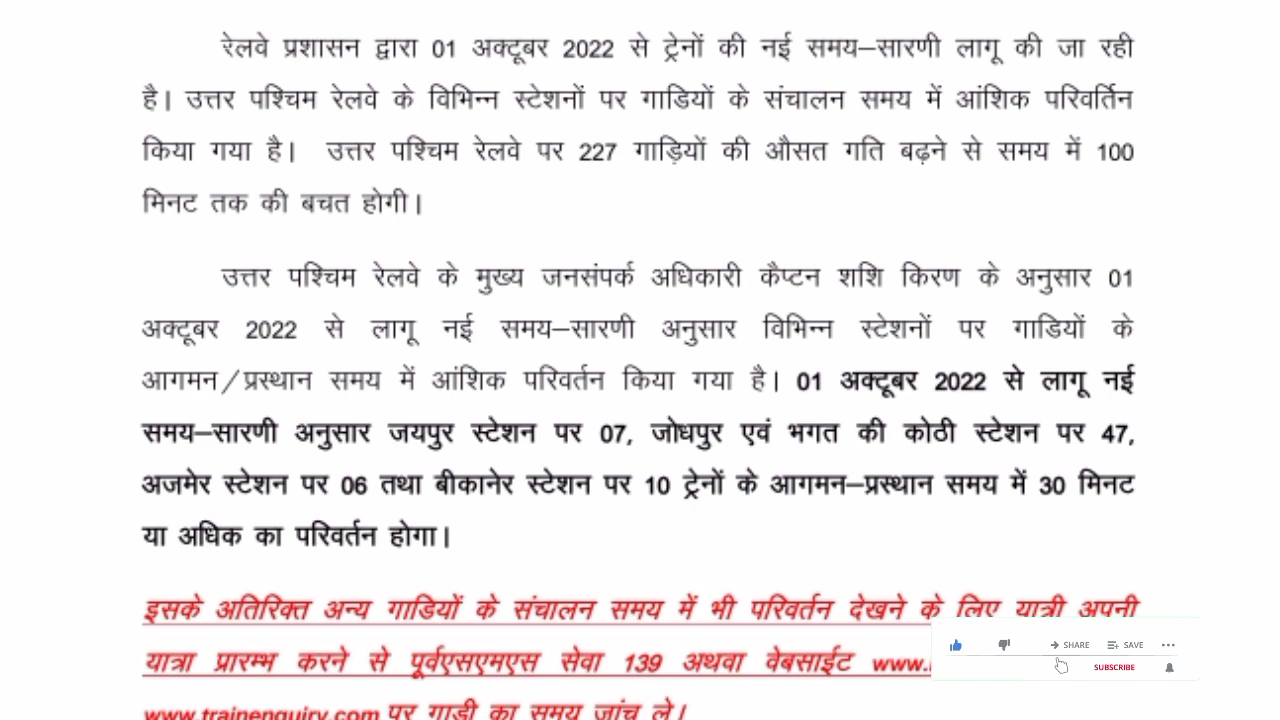 रेलवे प्रशासन द्वारा 01 अक्टूबर 2022 से ट्रेनों की नई समय–सारणी लागू की जा रही
है। उत्तर पश्चिम रेलवे के विभिन्न स्टेशनों पर गाडियों के संचालन समय में आंशिक परिवर्तिन
किया गया है। उत्तर पश्चिम रेलवे पर 227 गाड़ियों की औसत गति बढ़ने से समय में 100
मिनट तक की बचत होगी।
उत्तर पश्चिम रेलवे के मुख्य जनसंपर्क अधिकारी कैप्टन शशि किरण के अनुसार 01
अक्टूबर 2022 से लागू नई समय–सारणी अनुसार विभिन्न स्टेशनों पर गाडियों के
आगमन/प्रस्थान समय में आंशिक परिवर्तन किया गया है। 01 अक्टूबर 2022 से लागू नई
समय–सारणी अनुसार जयपुर स्टेशन पर 07, जोधपुर एवं भगत की कोठी स्टेशन पर 47,
अजमेर स्टेशन पर 06 तथा बीकानेर स्टेशन पर 10 ट्रेनों के आगमन–प्रस्थान समय में 30 मिनट
या अधिक का परिवर्तन होगा।
इसके अतिरिक्त अन्य गाडियों के संचालन समय में भी परिवर्तन देखने के लिए यात्री अपनी
यात्रा प्रारम्भ करने से पूर्वएसएमएस सेवा 139 अथवा वेबसाईट www.
www.trainenquiry.com पर गाडी का समय जांच ले।
SHARE SAVE
SUBSCRIBE